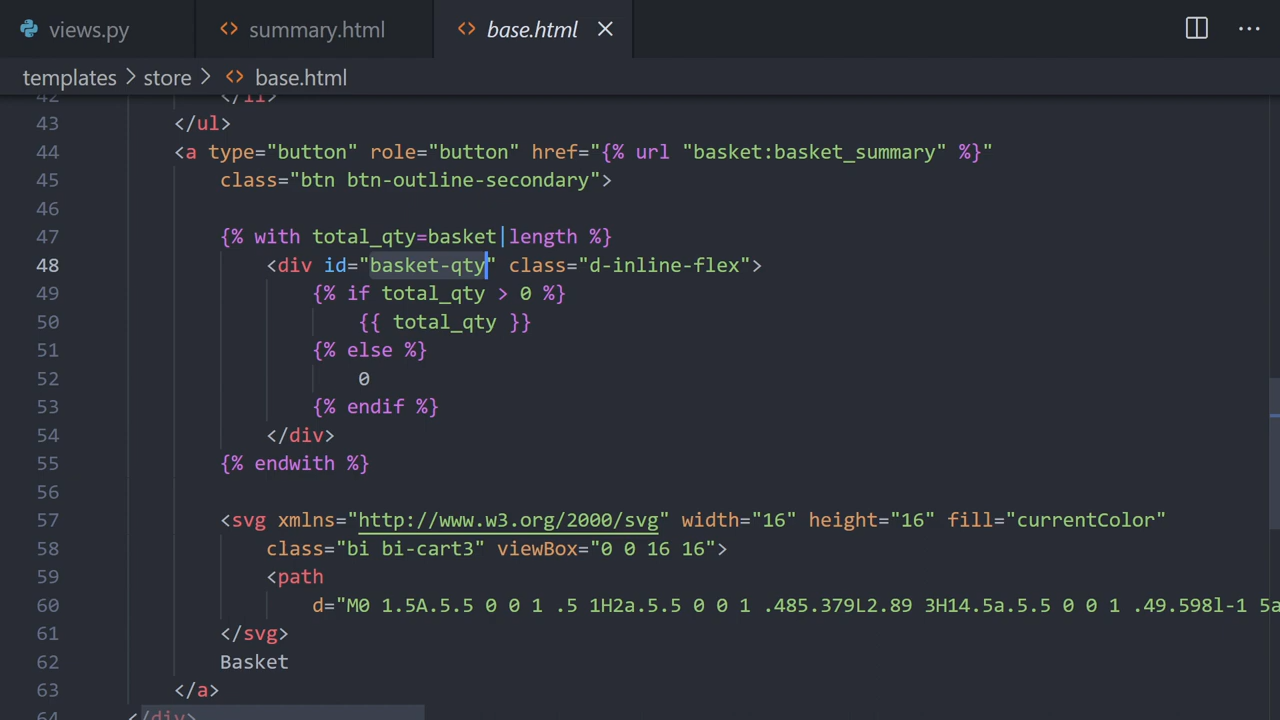 views.py
summary.html
base.html
templates > store > base.html
42 </li>
43 </ul>
44 <a type="button" role="button" href="{% url "basket:basket_summary" %}"
45 class="btn btn-outline-secondary">
46
47 {% with total_qty=basket|length %}
48 <div id="basket-qty" class="d-inline-flex">
49 {% if total_qty > 0 %}
50 {{ total_qty }}
51 {% else %}
52 0
53 {% endif %}
54 </div>
55 {% endwith %}
56
57 <svg xmlns="http://www.w3.org/2000/svg" width="16" height="16" fill="currentColor"
58 class="bi bi-cart3" viewBox="0 0 16 16">
59 <path
60 d="M0 1.5A.5.5 0 0 1 .5 1H2a.5.5 0 0 1 .485.379L2.89 3H14.5a.5.5 0 0 1 .49.598l-1 5a
61 </svg>
62 Basket
63 </a>
64 </div>